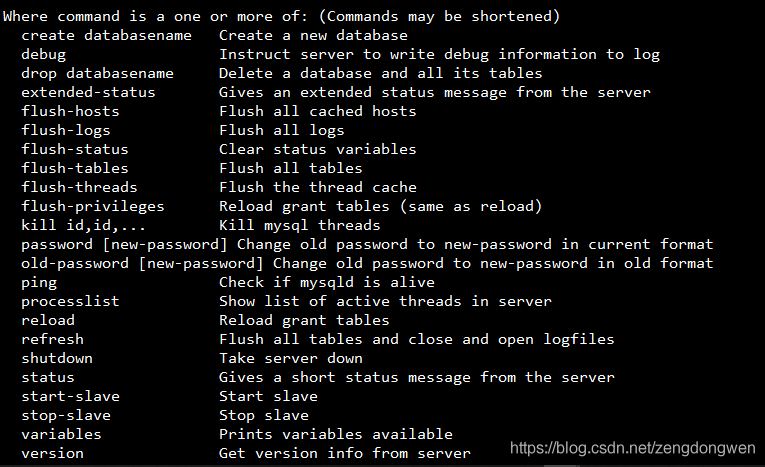 Where command is a one or more of: (Commands may be shortened)
create databasename Create a new database
debug Instruct server to write debug information to log
drop databasename Delete a database and all its tables
extended-status Gives an extended status message from the server
flush-hosts Flush all cached hosts
flush-logs Flush all logs
flush-status Clear status variables
flush-tables Flush all tables
flush-threads Flush the thread cache
flush-privileges Reload grant tables (same as reload)
kill id,id,... Kill mysql threads
password [new-password] Change old password to new-password in current format
old-password [new-password] Change old password to new-password in old format
ping Check if mysqld is alive
processlist Show list of active threads in server
reload Reload grant tables
refresh Flush all tables and close and open logfiles
shutdown Take server down
status Gives a short status message from the server
start-slave Start slave
stop-slave Stop slave
variables Prints variables available
version Get version info from server
https://blog.csdn.net/zengdongwen